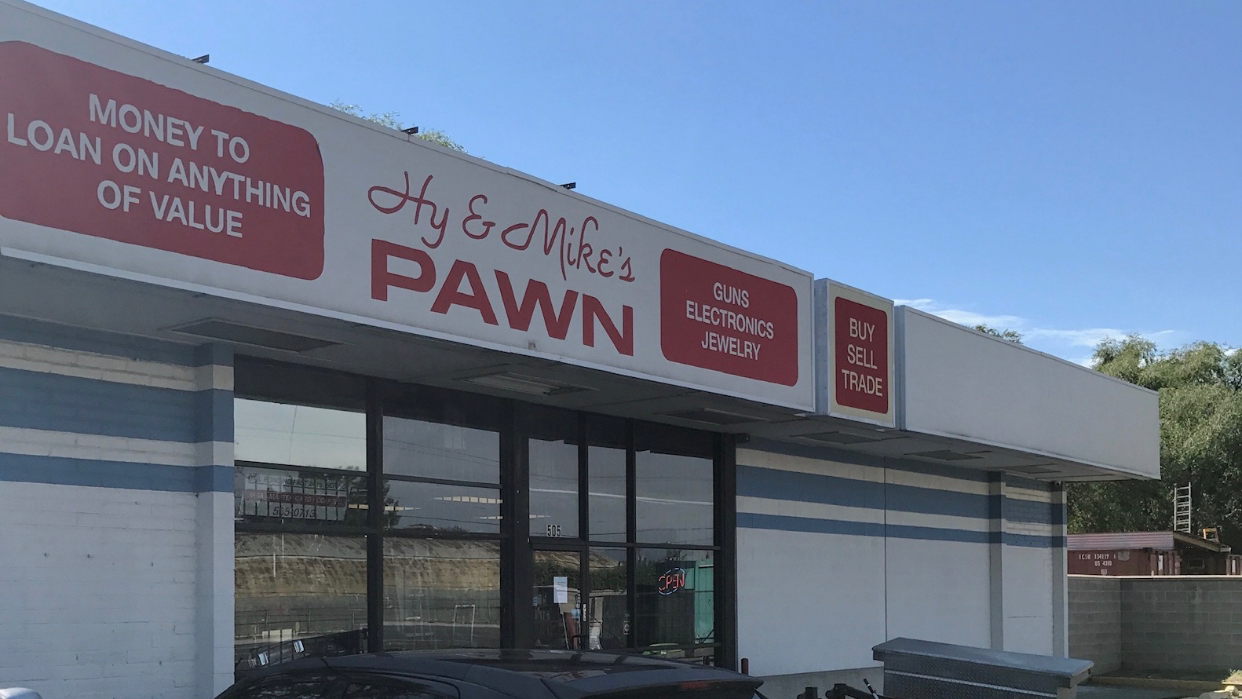 MONEY TO
LOAN ON ANYTHING
OF VALUE
Hy & Mike's
PAWN
GUNS
ELECTRONICS
JEWELRY
BUY
SELL
TRADE
505
OPEN